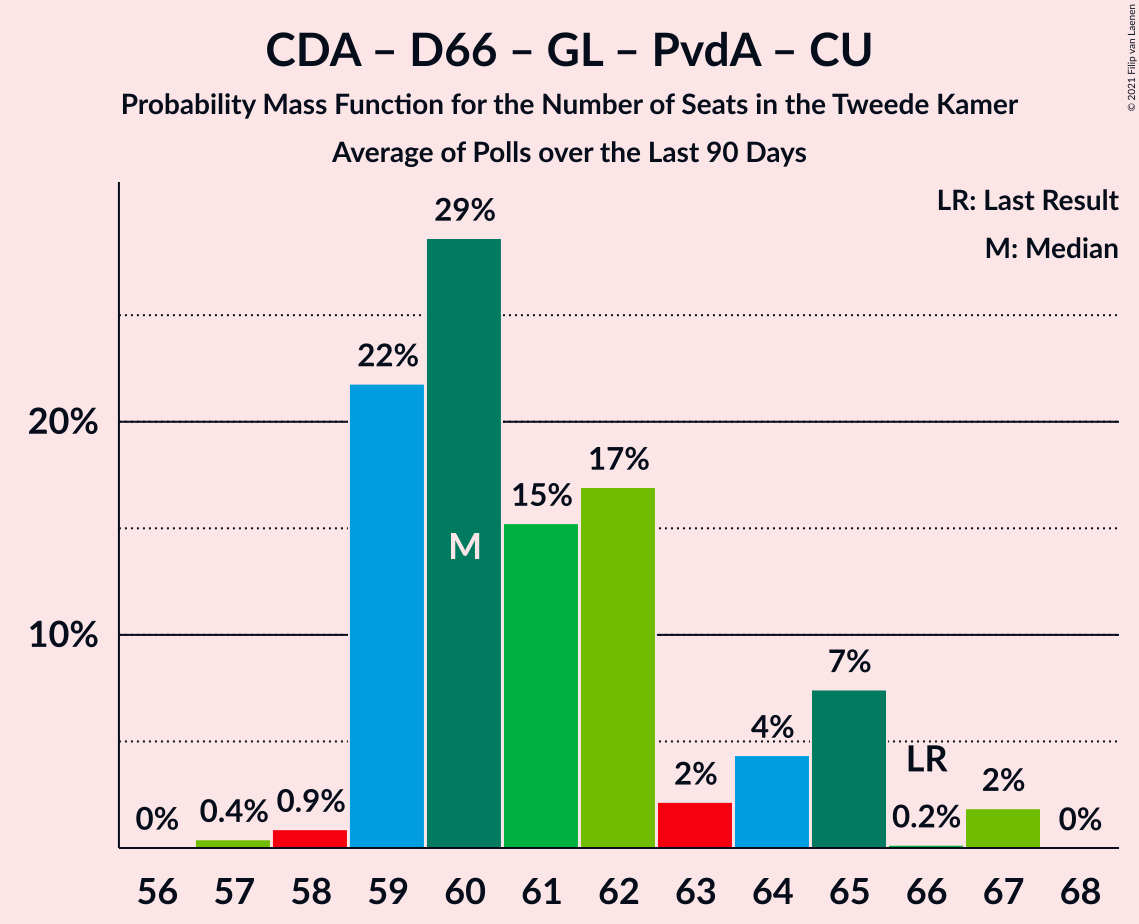 CDA – D66 – GL – PvdA – CU
Probability Mass Function for the Number of Seats in the Tweede Kamer
Average of Polls over the Last 90 Days
© 2021 Filip van Laenen
LR: Last Result
M: Median
29%
22%
20%
17%
15%
M
10%
7%
4%
LR
2%
2%
0.9%
0.4%
0%
0.2%
0%
56 57 58 59 60 61 62 63 64 65 66 67 68